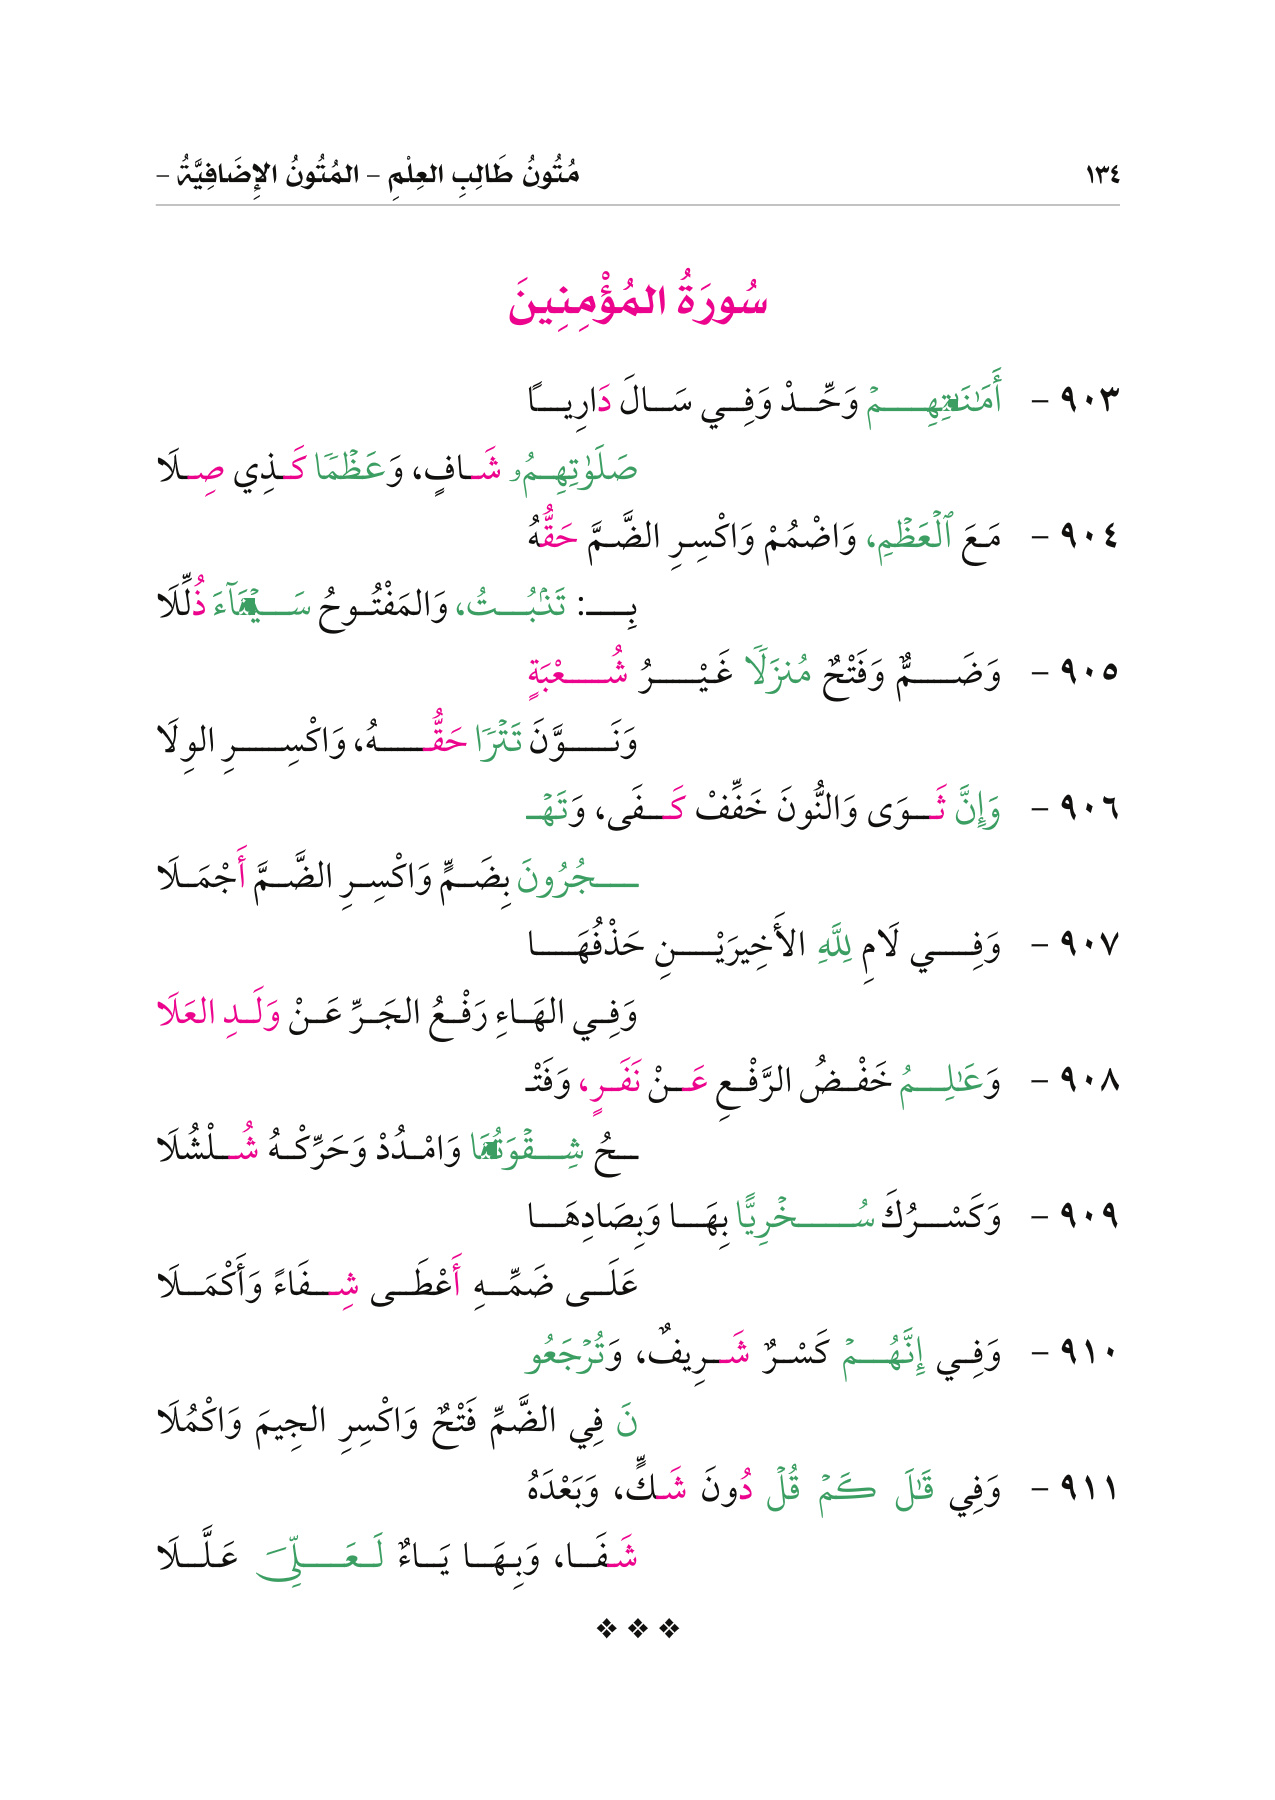 ١٣٤ مُتُونُ طَالِبِ العِلْمِ – المُتُونُ الإِضَافِيَّةُ –
سُورَةُ المُؤْمِنِينَ
٩٠٣ – أَمَٰنَٰتِهِمۡ وَحِّدْ وَفِي سَالَ دَارِيًا
صَلَوَٰتِهِمُۥ شَافٍ، وَعَظۡمٗا كَذِي صِلَا
٩٠٤ – مَعَ ٱلۡعَظۡمِ، وَاضْمُمْ وَاكْسِرِ الضَّمَّ حَقُّهُ
بِـ: تَنۢبُتُ، وَالمَفْتُوحُ سَيۡنَآءَ ذُلِّلَا
٩٠٥ – وَضَمٌّ وَفَتْحٌ مُنزَلٗا غَيْرُ شُعْبَةٍ
وَنَوَّنَ تَتۡرٗا حَقُّهُ، وَاكْسِرِ الوِلَا
٩٠٦ – وَإِنَّ ثَوَى وَالنُّونَ خَفِّفْ كَفَى، وَتَهۡـ
ـجُرُونَ بِضَمٍّ وَاكْسِرِ الضَّمَّ أَجْمَلَا
٩٠٧ – وَفِي لَامِ لِلَّهِ الأَخِيرَيْنِ حَذْفُهَا
وَفِي الهَاءِ رَفْعُ الجَرِّ عَنْ وَلَدِ العَلَا
٩٠٨ – وَعَٰلِمُ خَفْضُ الرَّفْعِ عَنْ نَفَرٍ، وَفَتْـ
ـحُ شِقۡوَتُنَا وَامْدُدْ وَحَرِّكْهُ شُلْشُلَا
٩٠٩ – وَكَسْرُكَ سُخۡرِيًّا بِهَا وَبِصَادِهَا
عَلَى ضَمِّهِ أَعْطَى شِفَاءً وَأَكْمَلَا
٩١٠ – وَفِي إِنَّهُمۡ كَسْرٌ شَرِيفٌ، وَتُرۡجَعُو
نَ فِي الضَّمِّ فَتْحٌ وَاكْسِرِ الجِيمَ وَاكْمُلَا
٩١١ – وَفِي قَٰلَ كَمۡ قُلۡ دُونَ شَكٍّ، وَبَعْدَهُ
شَفَا، وَبِهَا يَاءٌ لَعَلِّيَ عَلَّلَا